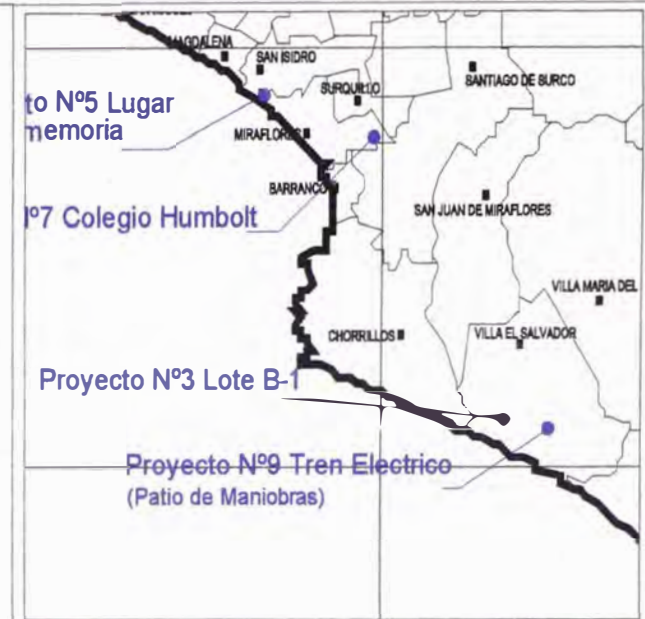 MAGDALENA
SAN ISIDRO
SANTIAGO DE SURCO
SURQUILLO
to Nº5 Lugar
memoria
MIRAFLORES
BARRANCO
SAN JUAN DE MIRAFLORES
º7 Colegio Humbolt
VILLA MARIA DEL
CHORRILLOS
VILLA EL SALVADOR
Proyecto Nº3 Lote B-1
Proyecto Nº9 Tren Electrico
(Patio de Maniobras)